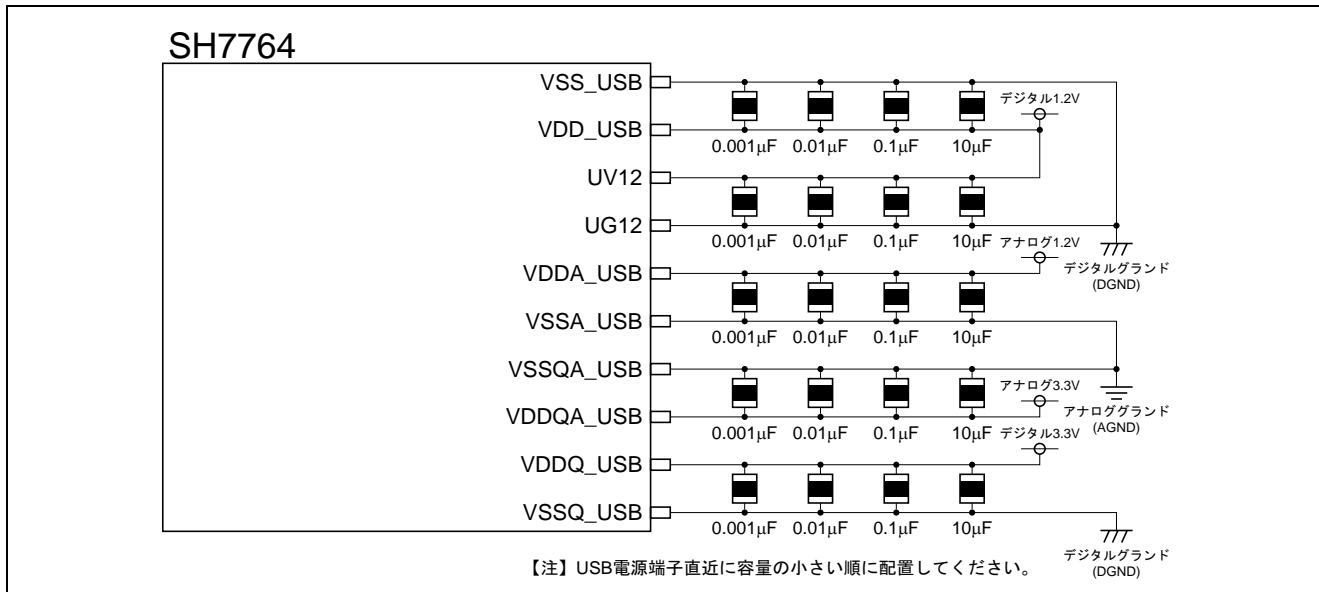 SH7764
VSS_USB
デジタル1.2V
VDD_USB
0.001μF 0.01μF 0.1μF 10μF
UV12
UG12
0.001μF 0.01μF 0.1μF 10μF アナログ1.2V
VDDA_USB
デジタルグランド
(DGND)
VSSA_USB
0.001μF 0.01μF 0.1μF 10μF
VSSQA_USB
アナログ3.3V
VDDQA_USB
アナロググランド
(AGND)
0.001μF 0.01μF 0.1μF 10μF デジタル3.3V
VDDQ_USB
VSSQ_USB
0.001μF 0.01μF 0.1μF 10μF
デジタルグランド
(DGND)
【注】USB電源端子直近に容量の小さい順に配置してください。